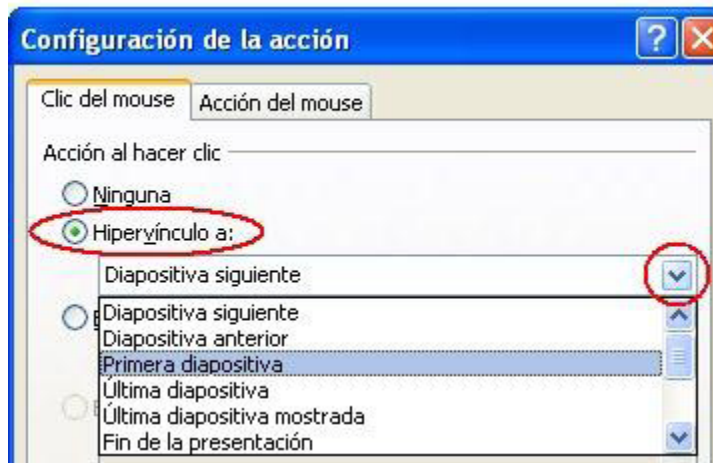 Configuración de la acción
Clic del mouse
Acción del mouse
Acción al hacer clic
Ninguna
Hipervínculo a:
Diapositiva siguiente
Diapositiva siguiente
Diapositiva anterior
Primera diapositiva
Última diapositiva
Última diapositiva mostrada
Fin de la presentación